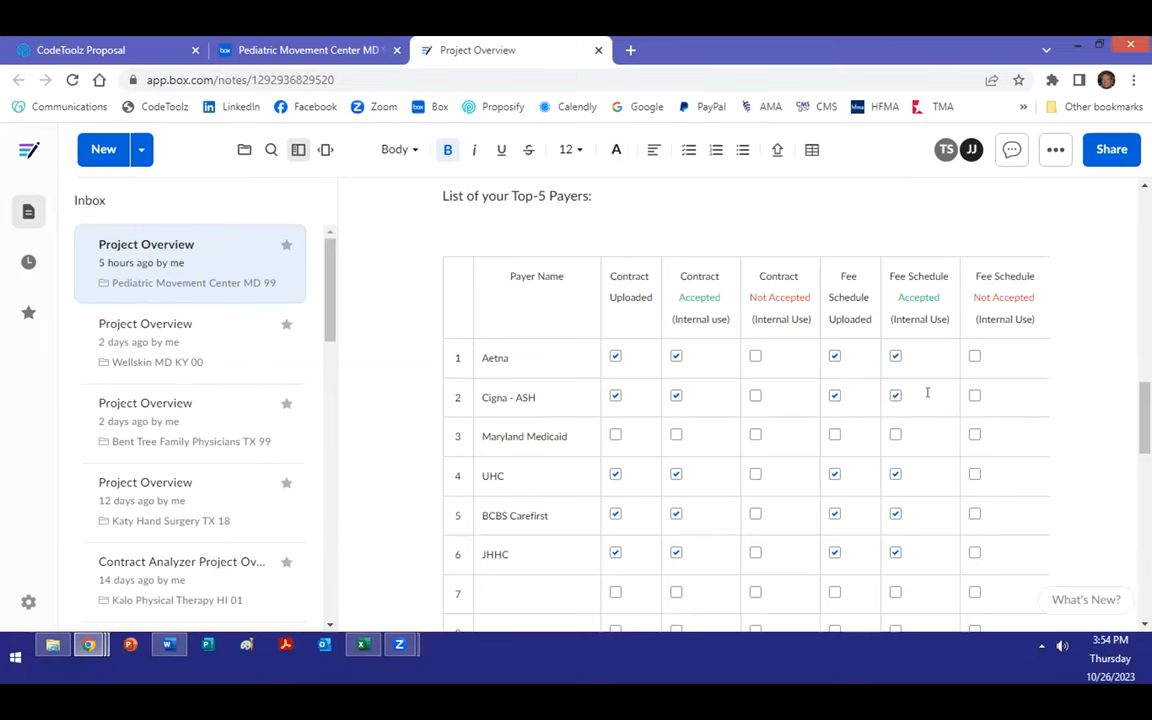 CodeToolz Proposal
Pediatric Movement Center MD
Project Overview
app.box.com/notes/1292936829520
Communications CodeToolz LinkedIn Facebook Zoom Box Proposify Calendly Google PayPal AMA CMS HFMA TMA » Other bookmarks
New
Body
B i U S 12 A
TS JJ
Share
Inbox
Project Overview
5 hours ago by me
Pediatric Movement Center MD 99
Project Overview
2 days ago by me
Wellskin MD KY 00
Project Overview
2 days ago by me
Bent Tree Family Physicians TX 99
Project Overview
12 days ago by me
Katy Hand Surgery TX 18
Contract Analyzer Project Ov...
14 days ago by me
Kalo Physical Therapy HI 01
List of your Top-5 Payers:
Payer Name
Contract
Uploaded
Contract
Accepted
(Internal use)
Contract
Not Accepted
(Internal Use)
Fee
Schedule
Uploaded
Fee Schedule
Accepted
(Internal Use)
Fee Schedule
Not Accepted
(Internal Use)
1 Aetna
2 Cigna - ASH
3 Maryland Medicaid
4 UHC
5 BCBS Carefirst
6 JHHC
7
What's New?
3:54 PM
Thursday
10/26/2023